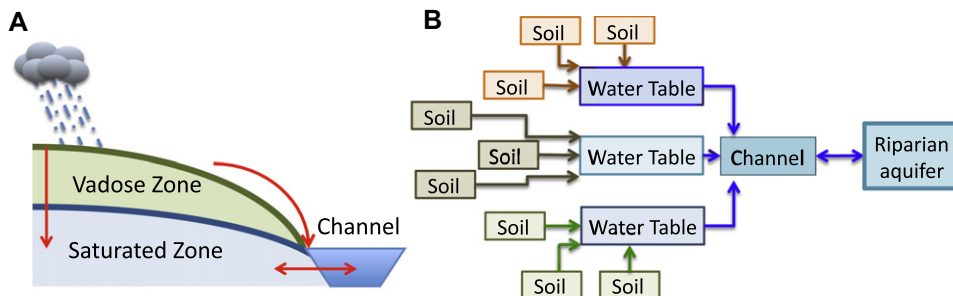 A
Vadose Zone
Saturated Zone
Channel
B
Soil
Soil
Soil
Water Table
Soil
Soil
Soil
Water Table
Channel
Riparian
aquifer
Soil
Water Table
Soil
Soil